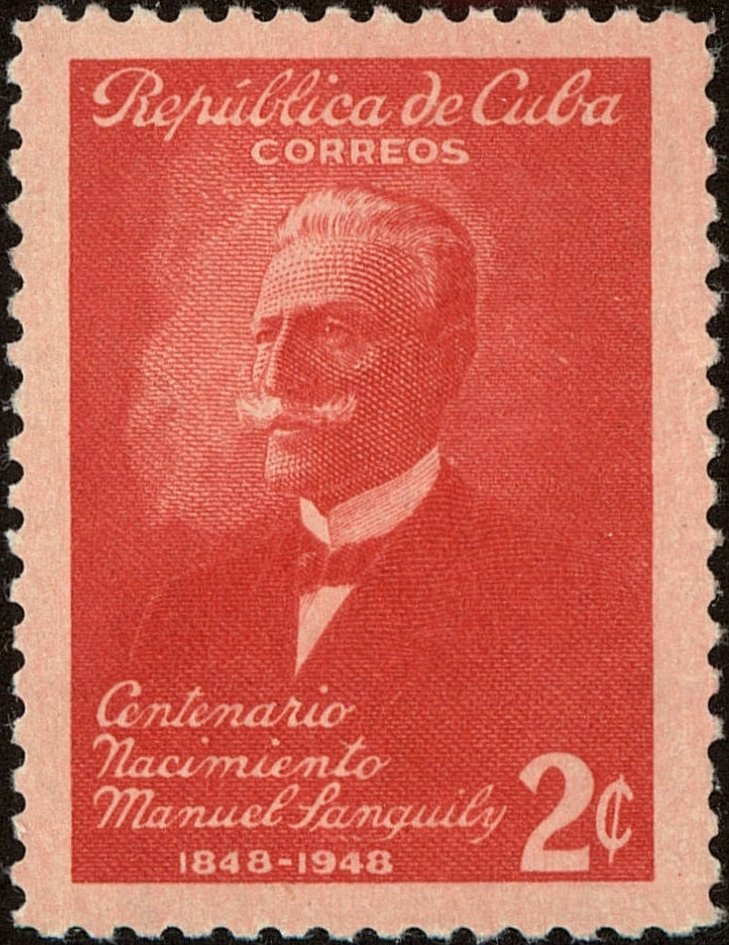 República de Cuba
CORREOS
Centenario
Nacimiento
Manuel Sanguily
1848-1948
2¢